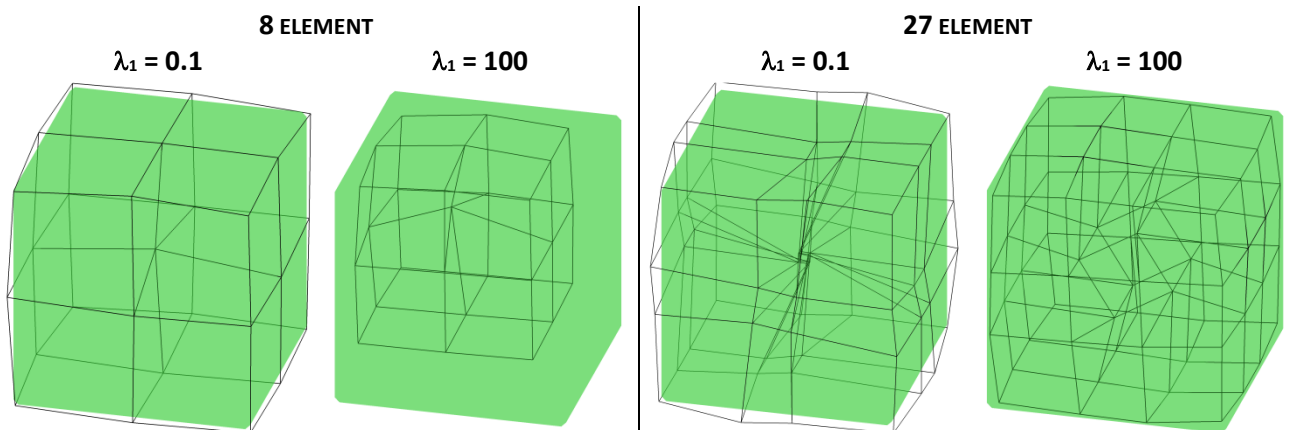 8 ELEMENT
λ₁ = 0.1
λ₁ = 100
27 ELEMENT
λ₁ = 0.1
λ₁ = 100